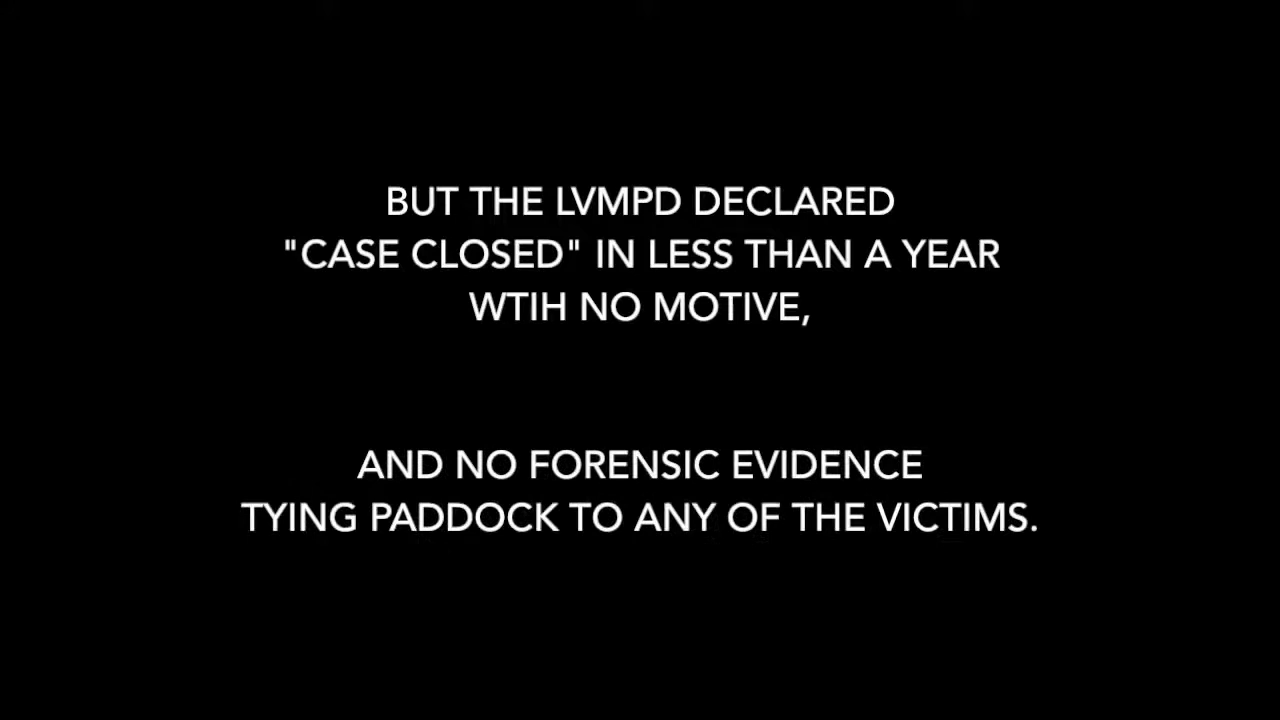 BUT THE LVMPD DECLARED
"CASE CLOSED" IN LESS THAN A YEAR
WTIH NO MOTIVE,
AND NO FORENSIC EVIDENCE
TYING PADDOCK TO ANY OF THE VICTIMS.